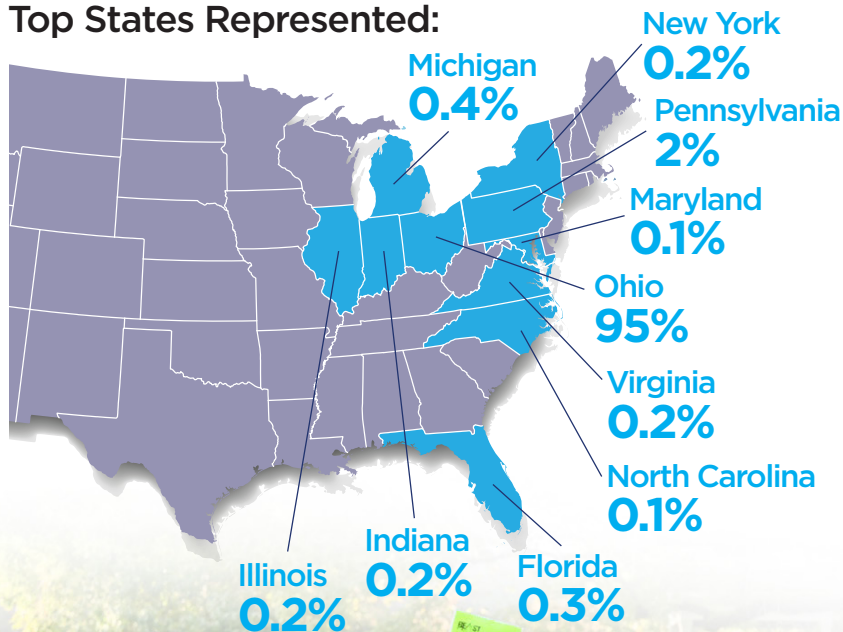 Top States Represented:
New York
0.2%
Michigan
0.4%
Pennsylvania
2%
Maryland
0.1%
Ohio
95%
Virginia
0.2%
North Carolina
0.1%
Indiana
0.2%
Florida
0.3%
Illinois
0.2%